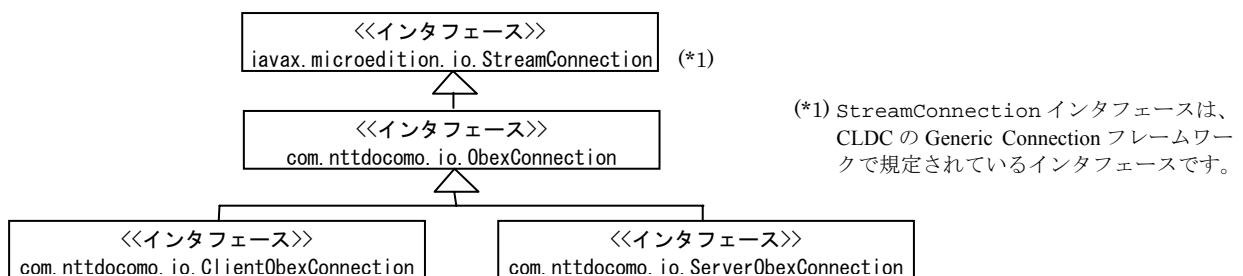 <<インタフェース>>
javax.microedition.io.StreamConnection
(*1)
<<インタフェース>>
com.nttdocomo.io.ObexConnection
(*1) StreamConnection インタフェースは、
CLDC の Generic Connection フレームワー
クで規定されているインタフェースです。
<<インタフェース>>
com.nttdocomo.io.ClientObexConnection
<<インタフェース>>
com.nttdocomo.io.ServerObexConnection